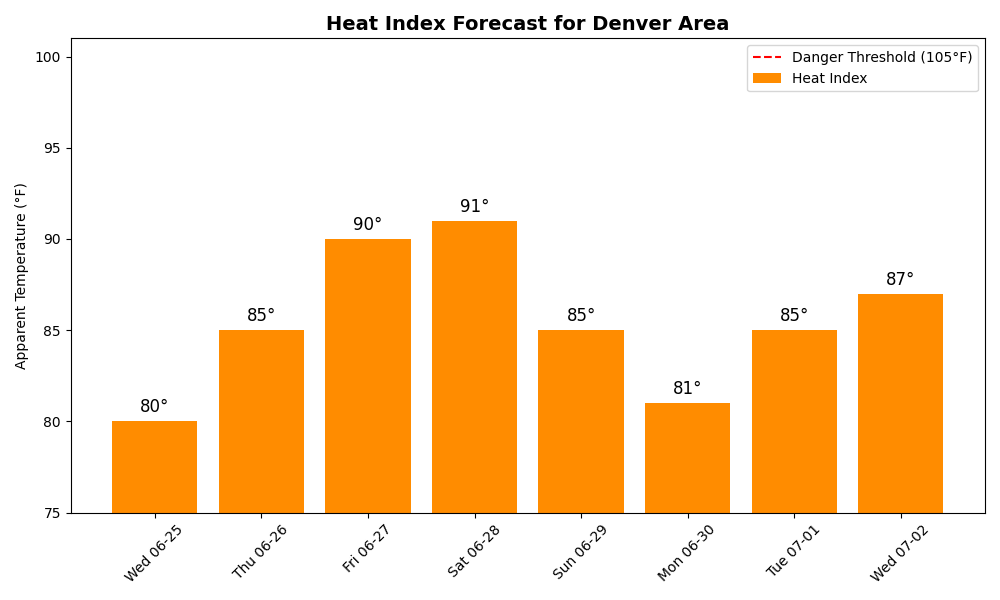 Heat Index Forecast for Denver Area
Danger Threshold (105°F)
Heat Index
Apparent Temperature (°F)
100
95
90
85
80
75
80°
85°
90°
91°
85°
81°
85°
87°
Wed 06-25
Thu 06-26
Fri 06-27
Sat 06-28
Sun 06-29
Mon 06-30
Tue 07-01
Wed 07-02